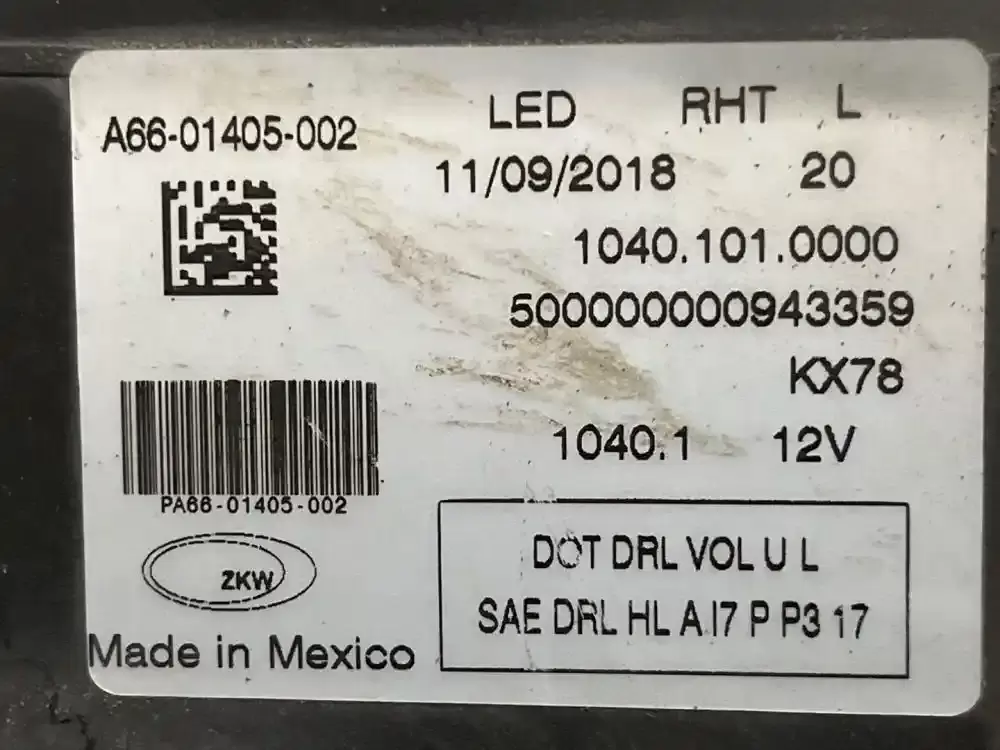 A66-01405-002
LED RHT L
11/09/2018 20
1040.101.0000
500000000943359
KX78
1040.1 12V
PA66-01405-002
ZKW
Made in Mexico
DOT DRL VOL U L
SAE DRL HL A I7 P P3 17